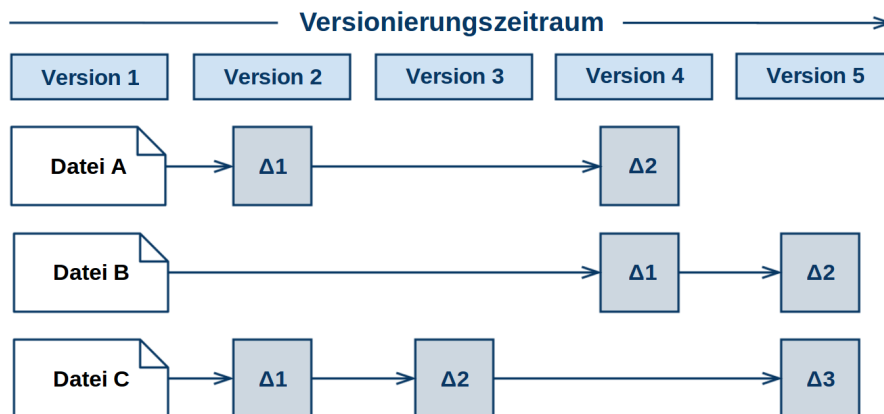 Versionierungszeitraum
Version 1 Version 2 Version 3 Version 4 Version 5
Datei A Δ1 Δ2
Datei B Δ1 Δ2
Datei C Δ1 Δ2 Δ3